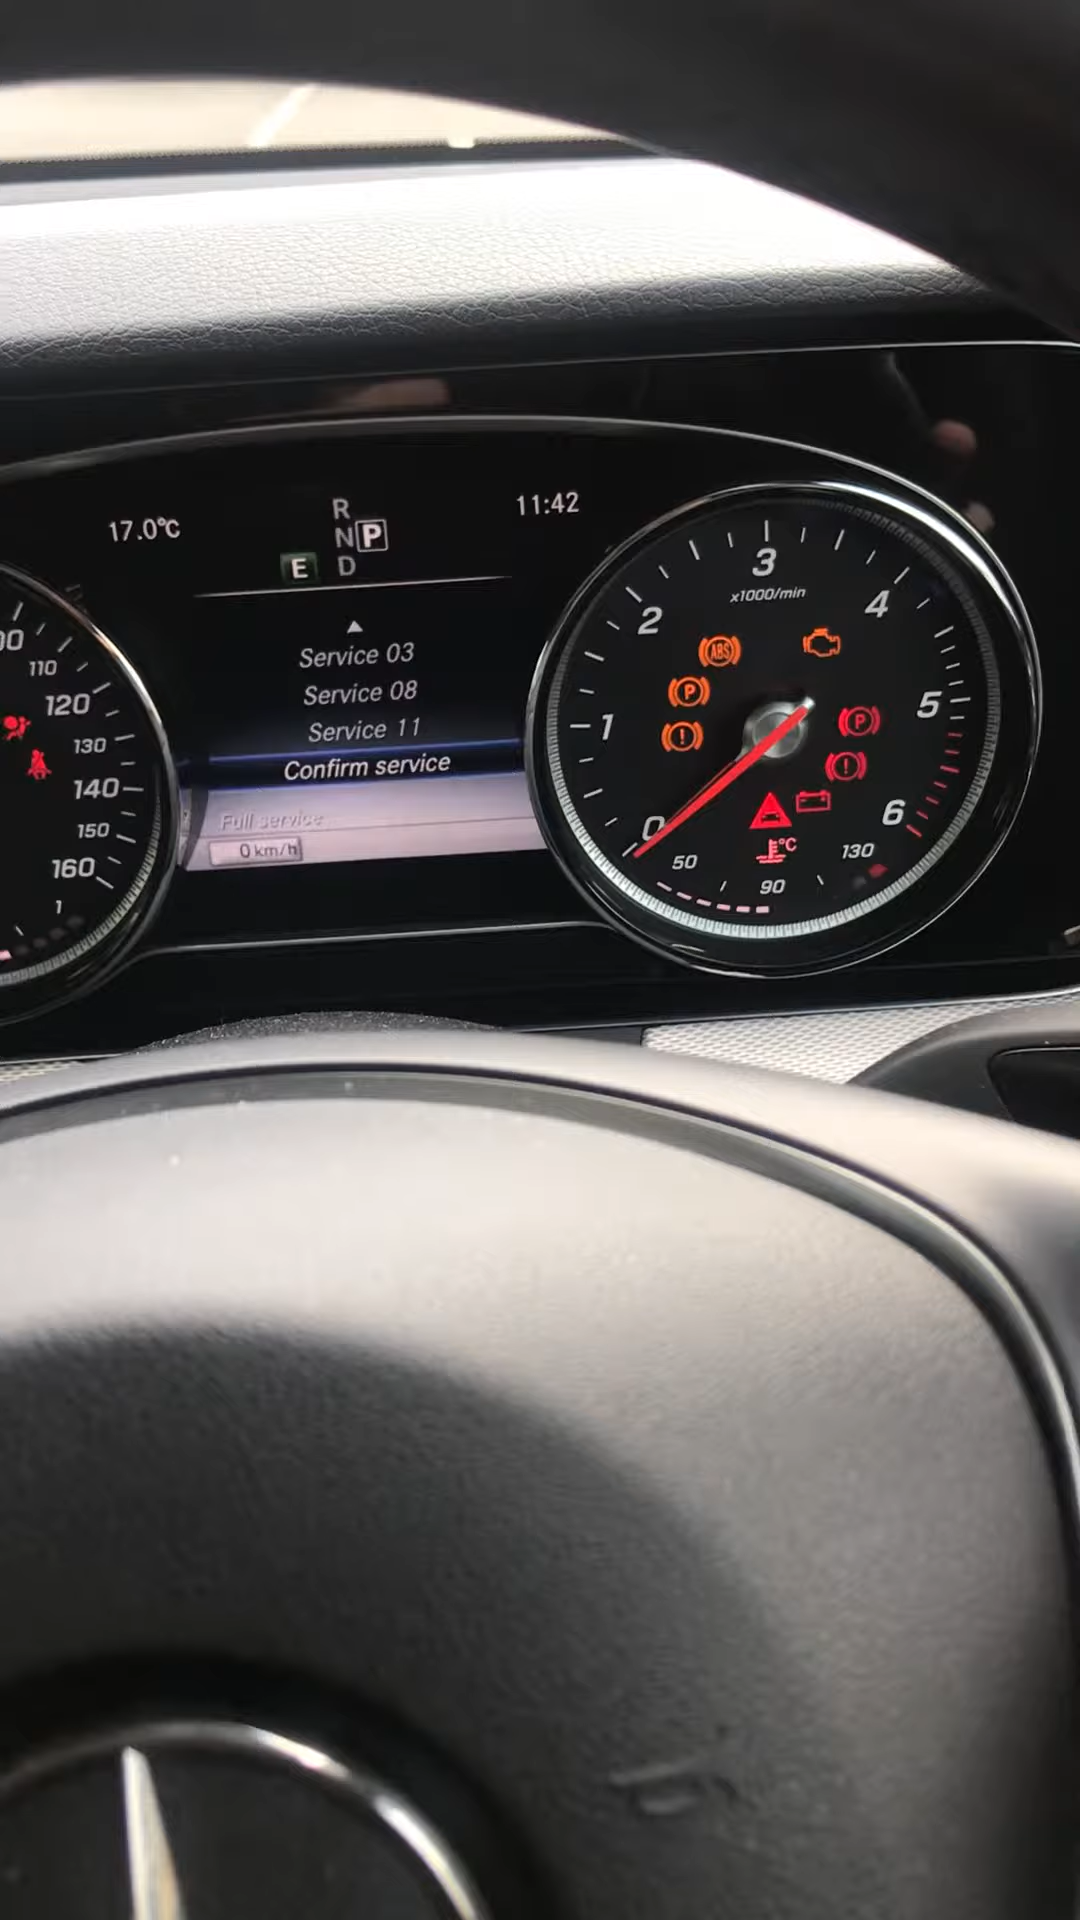 17.0°C
R
N P
E D
11:42
Service 03
Service 08
Service 11
Confirm service
Full service
0 km/h
110
120
130
140
150
160
1
0
1
2
3
4
5
6
x1000/min
ABS
P
!
P
!
°C
50
90
130